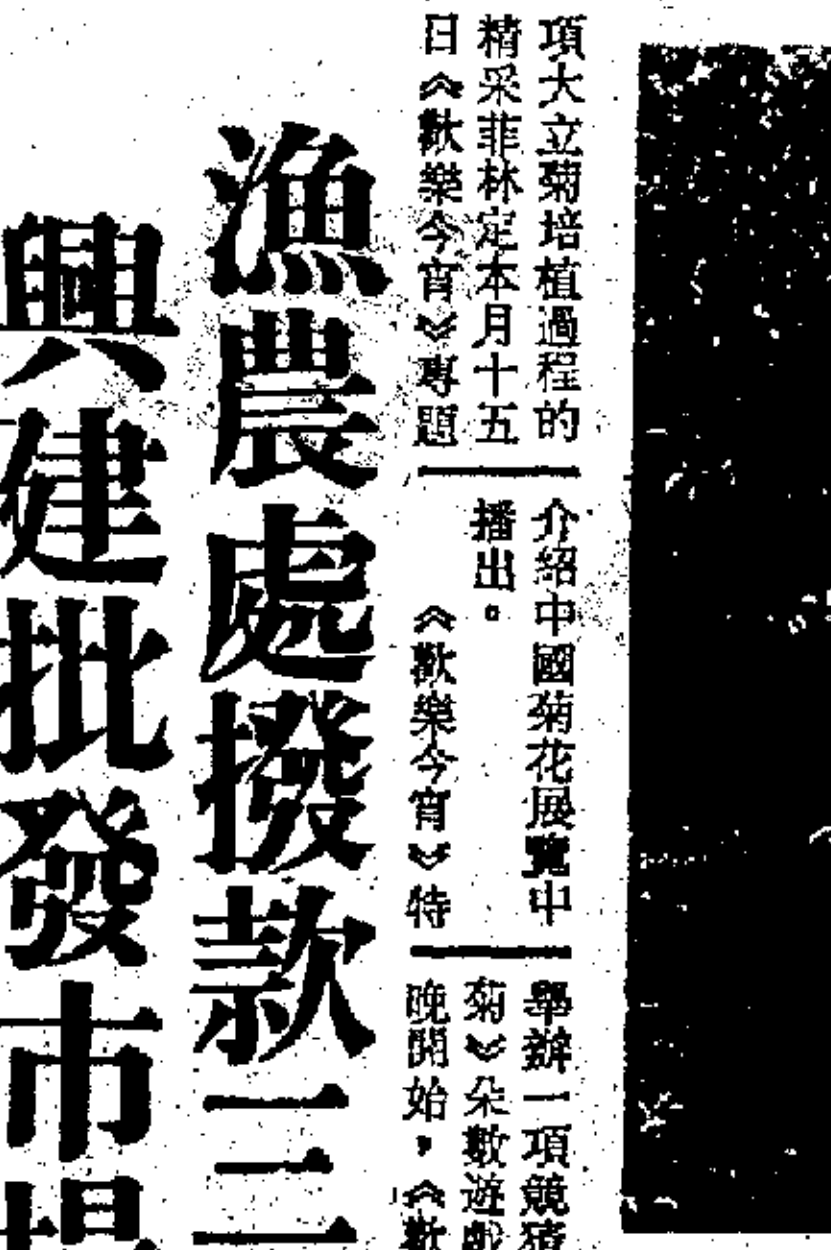 項大立菊培植過程的
精采菲林定本月十五
日《歡樂今宵》專題
介紹中國菊花展覽中
播出。
《歡樂今宵》特
舉辦一項競猜
菊》朵數遊戲
晚開始，《歡
漁農處撥款三
興建批發市場